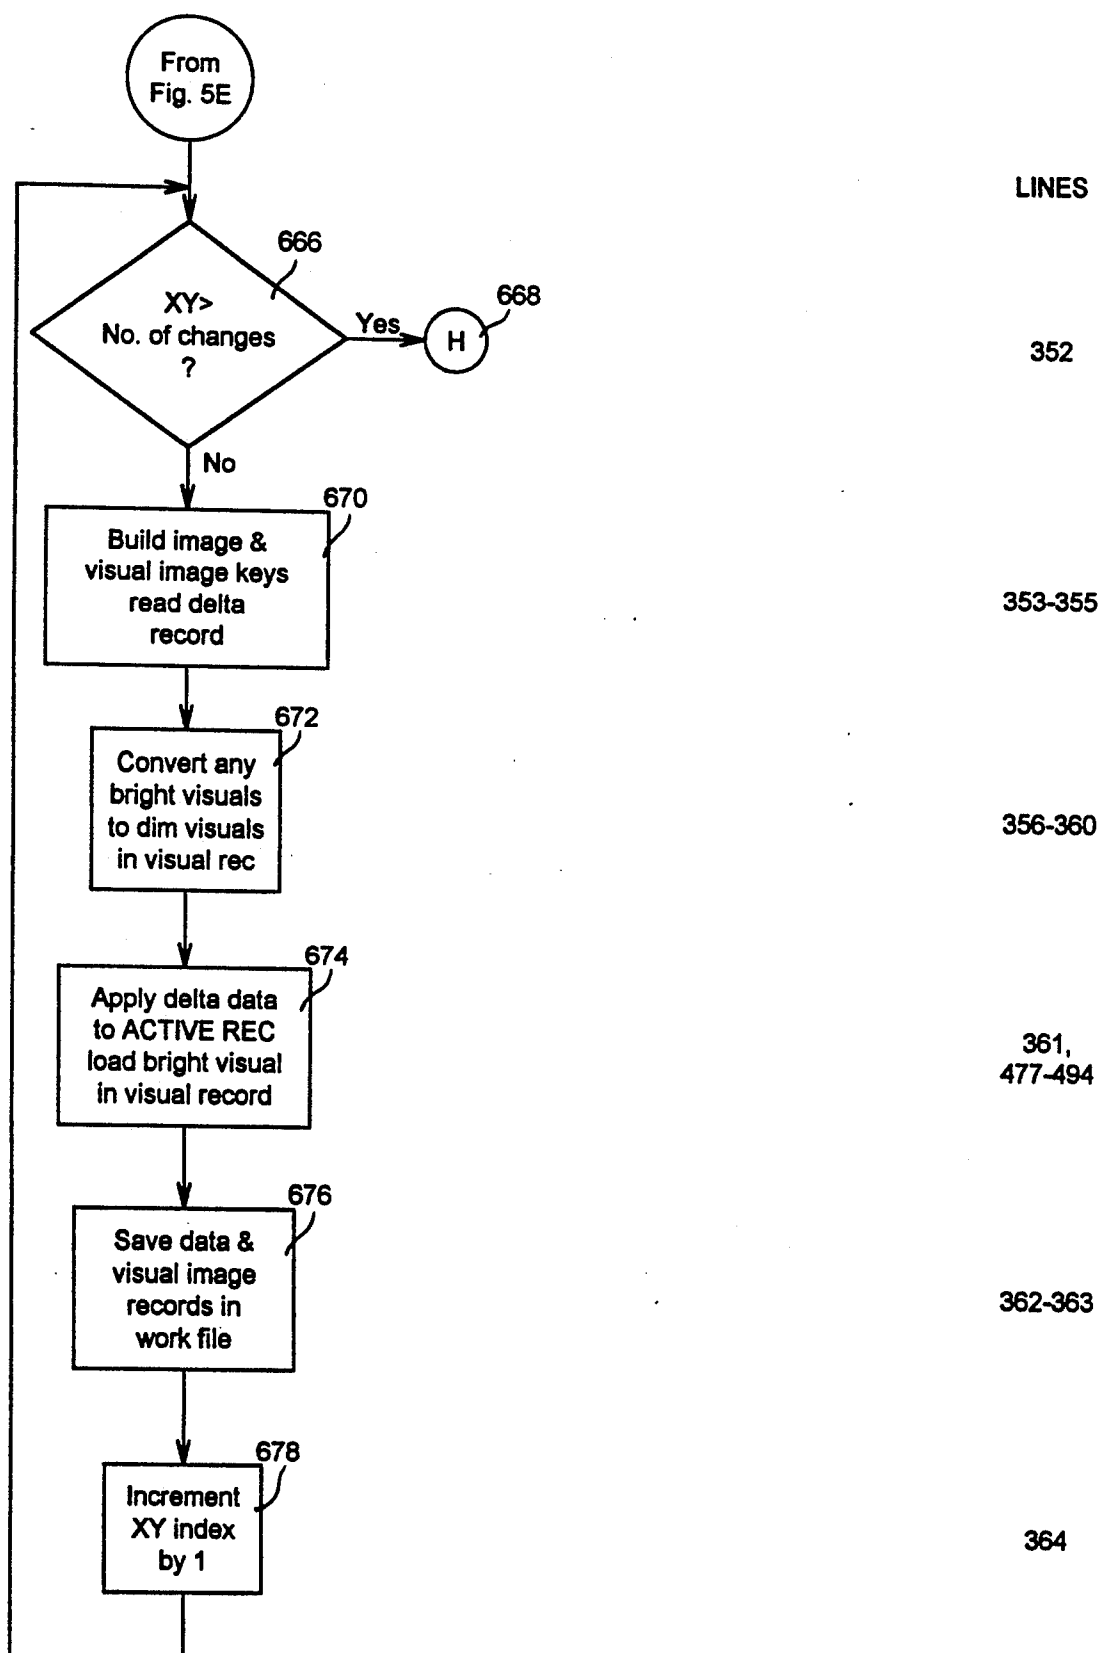 From
Fig. 5E
LINES
666
XY>
No. of changes
?
Yes
H
668
352
No
670
Build image &
visual image keys
read delta
record
353-355
672
Convert any
bright visuals
to dim visuals
in visual rec
356-360
674
Apply delta data
to ACTIVE REC
load bright visual
in visual record
361,
477-494
676
Save data &
visual image
records in
work file
362-363
678
Increment
XY index
by 1
364